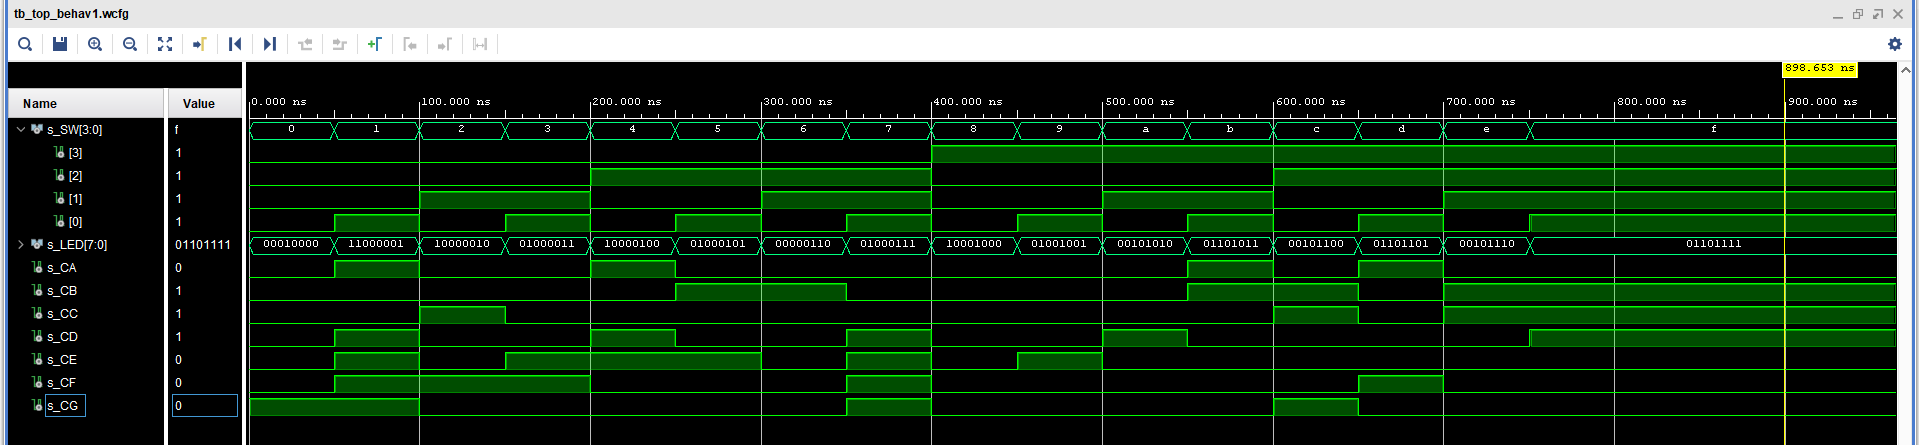 tb_top_behav1.wcfg
898.653 ns
Name Value 0.000 ns 100.000 ns 200.000 ns 300.000 ns 400.000 ns 500.000 ns 600.000 ns 700.000 ns 800.000 ns 900.000 ns
s_SW[3:0] f 0 1 2 3 4 5 6 7 8 9 a b c d e f
[3] 1
[2] 1
[1] 1
[0] 1
s_LED[7:0] 01101111 00010000 11000001 10000010 01000011 10000100 01000101 00000110 01000111 10001000 01001001 00101010 01101011 00101100 01101101 00101110 01101111
s_CA 0
s_CB 1
s_CC 1
s_CD 1
s_CE 0
s_CF 0
s_CG 0